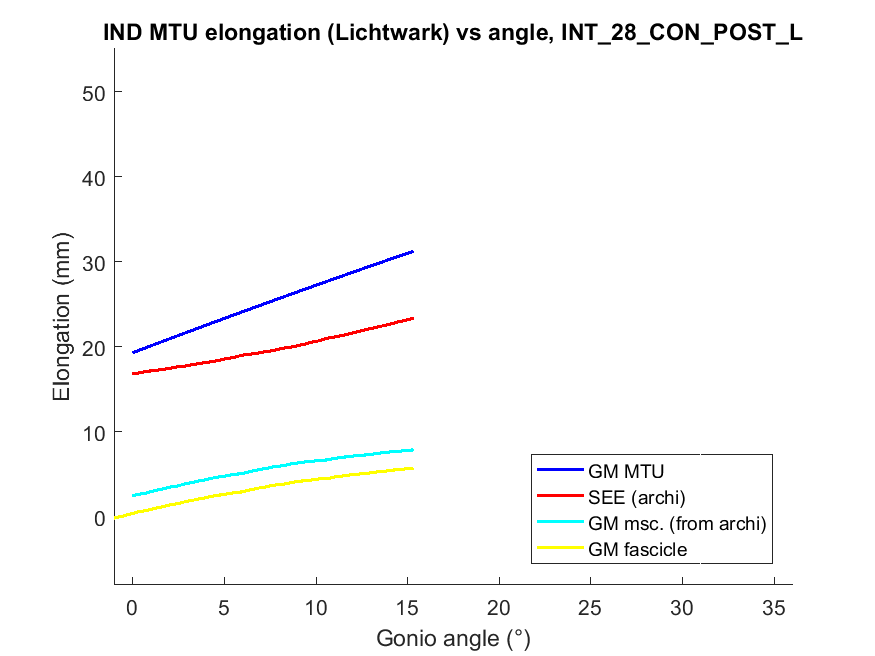 IND MTU elongation (Lichtwark) vs angle, INT_28_CON_POST_L
Elongation (mm)
50
40
30
20
10
0
0 5 10 15 20 25 30 35
Gonio angle (°)
GM MTU
SEE (archi)
GM msc. (from archi)
GM fascicle